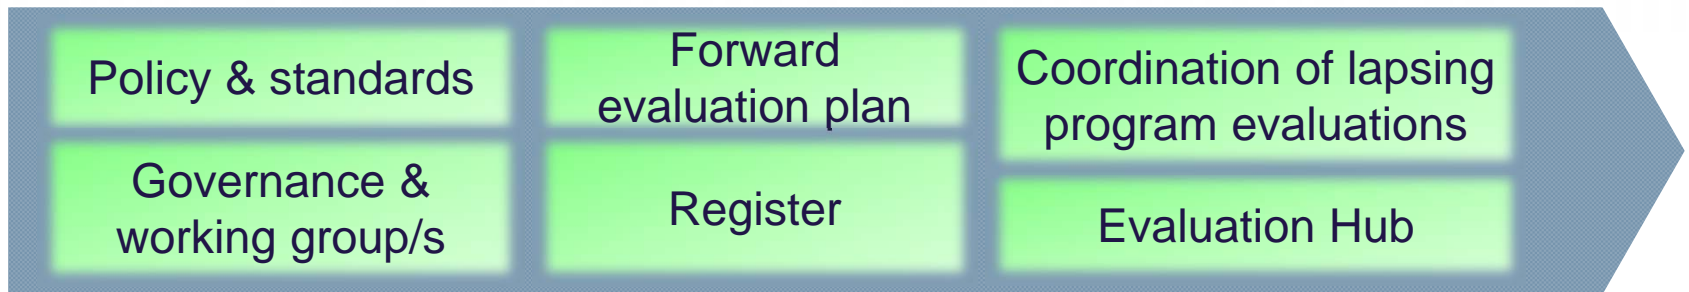 Policy & standards
Governance &
working group/s
Forward
evaluation plan
Register
Coordination of lapsing
program evaluations
Evaluation Hub